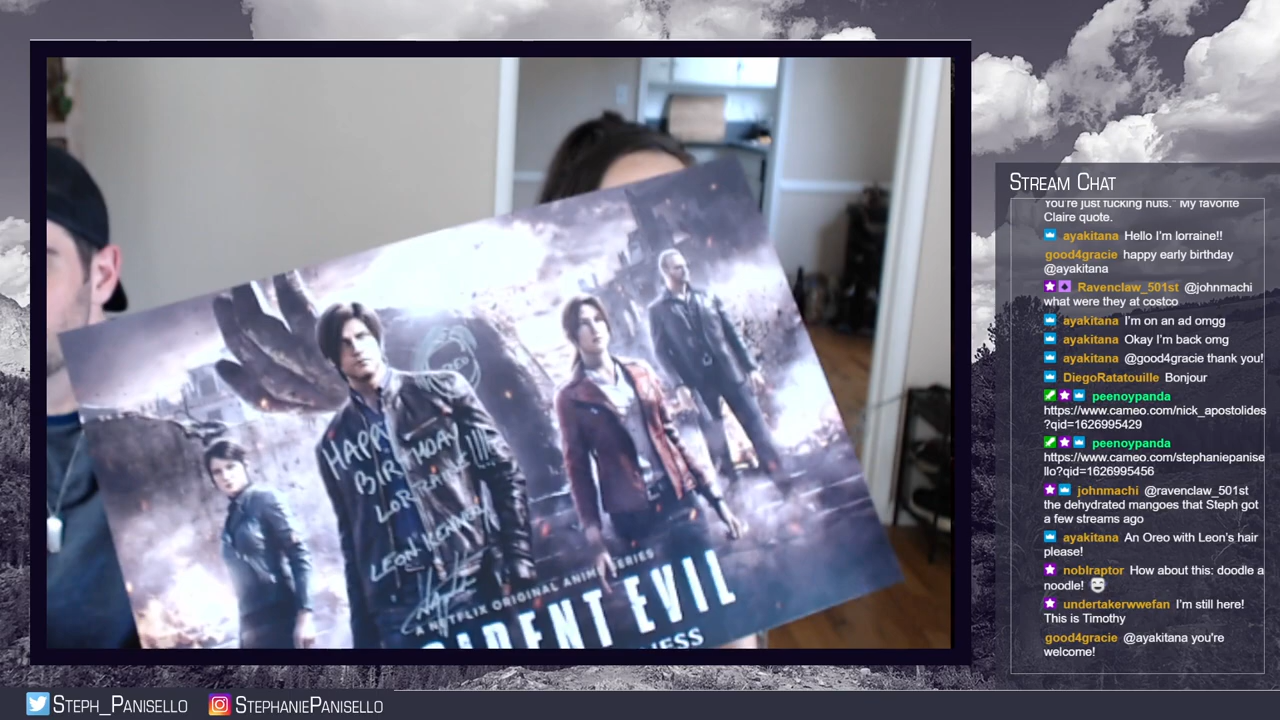 HAPPY
BIRTHDAY
LORRAINE !!!!
LEON KENNEDY
A NETFLIX ORIGINAL ANIME SERIES
IDENT EVIL
NESS
STREAM CHAT
You're just fucking nuts." My favorite
Claire quote.
ayakitana Hello I'm lorraine!!
good4gracie happy early birthday
@ayakitana
Ravenclaw_501st @johnmachi
what were they at costco
ayakitana I'm on an ad omgg
ayakitana Okay I'm back omg
ayakitana @good4gracie thank you!
DiegoRatatouille Bonjour
peenoypanda
https://www.cameo.com/nick_apostolides
?qid=1626995429
peenoypanda
https://www.cameo.com/stephaniepanise
llo?qid=1626995456
johnmachi @ravenclaw_501st
the dehydrated mangoes that Steph got
a few streams ago
ayakitana An Oreo with Leon's hair
please!
noblraptor How about this: doodle a
noodle!
undertakerwwefan I'm still here!
This is Timothy
good4gracie @ayakitana you're
welcome!
STEPH_PANISELLO
STEPHANIEPANISELLO